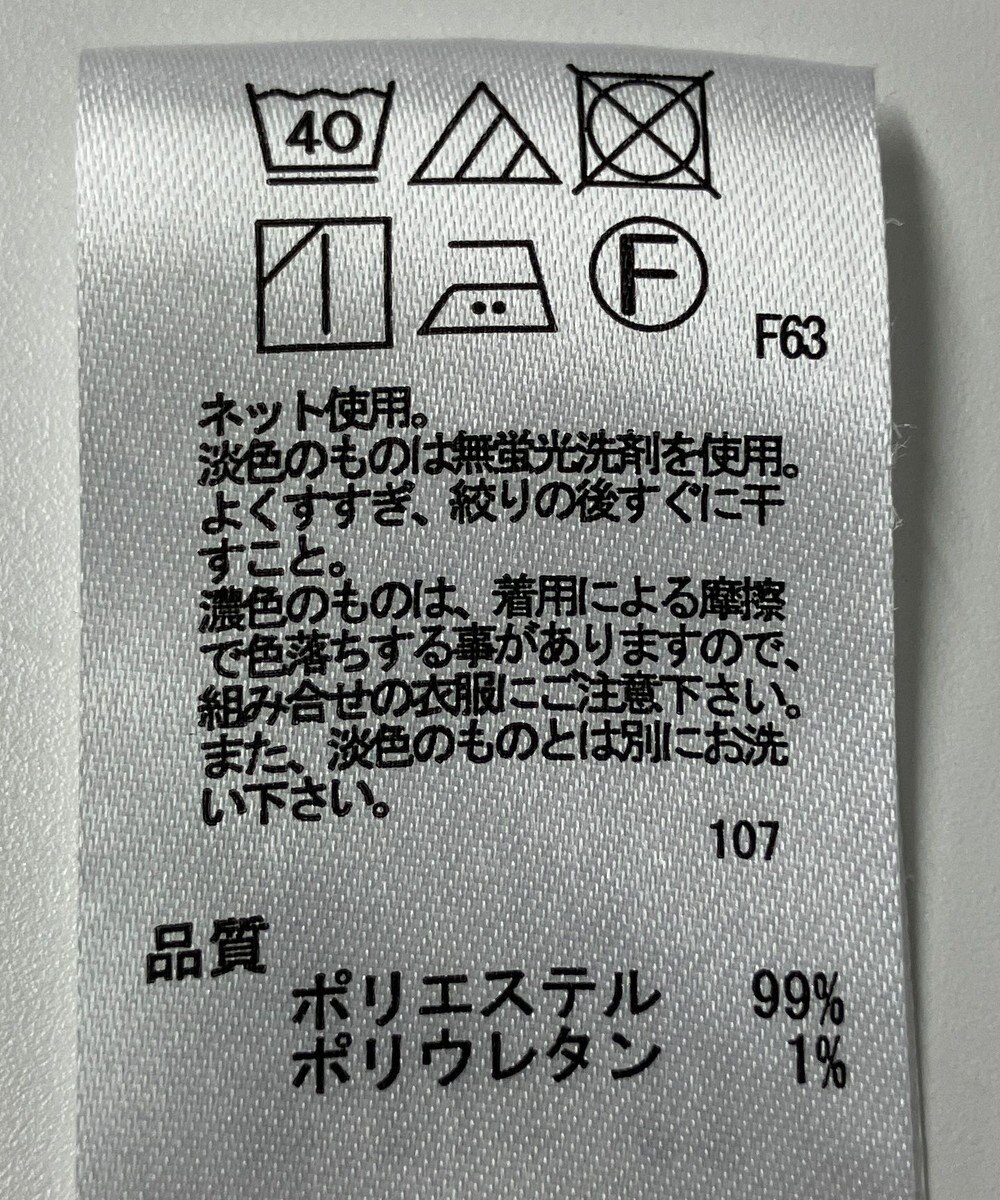 40
F
F63
ネット使用。
淡色のものは無蛍光洗剤を使用。
よくすすぎ、絞りの後すぐに干
すこと。
濃色のものは、着用による摩擦
で色落ちする事がありますので、
組み合せの衣服にご注意下さい。
また、淡色のものとは別にお洗
い下さい。
107
品質
ポリエステル 99%
ポリウレタン 1%